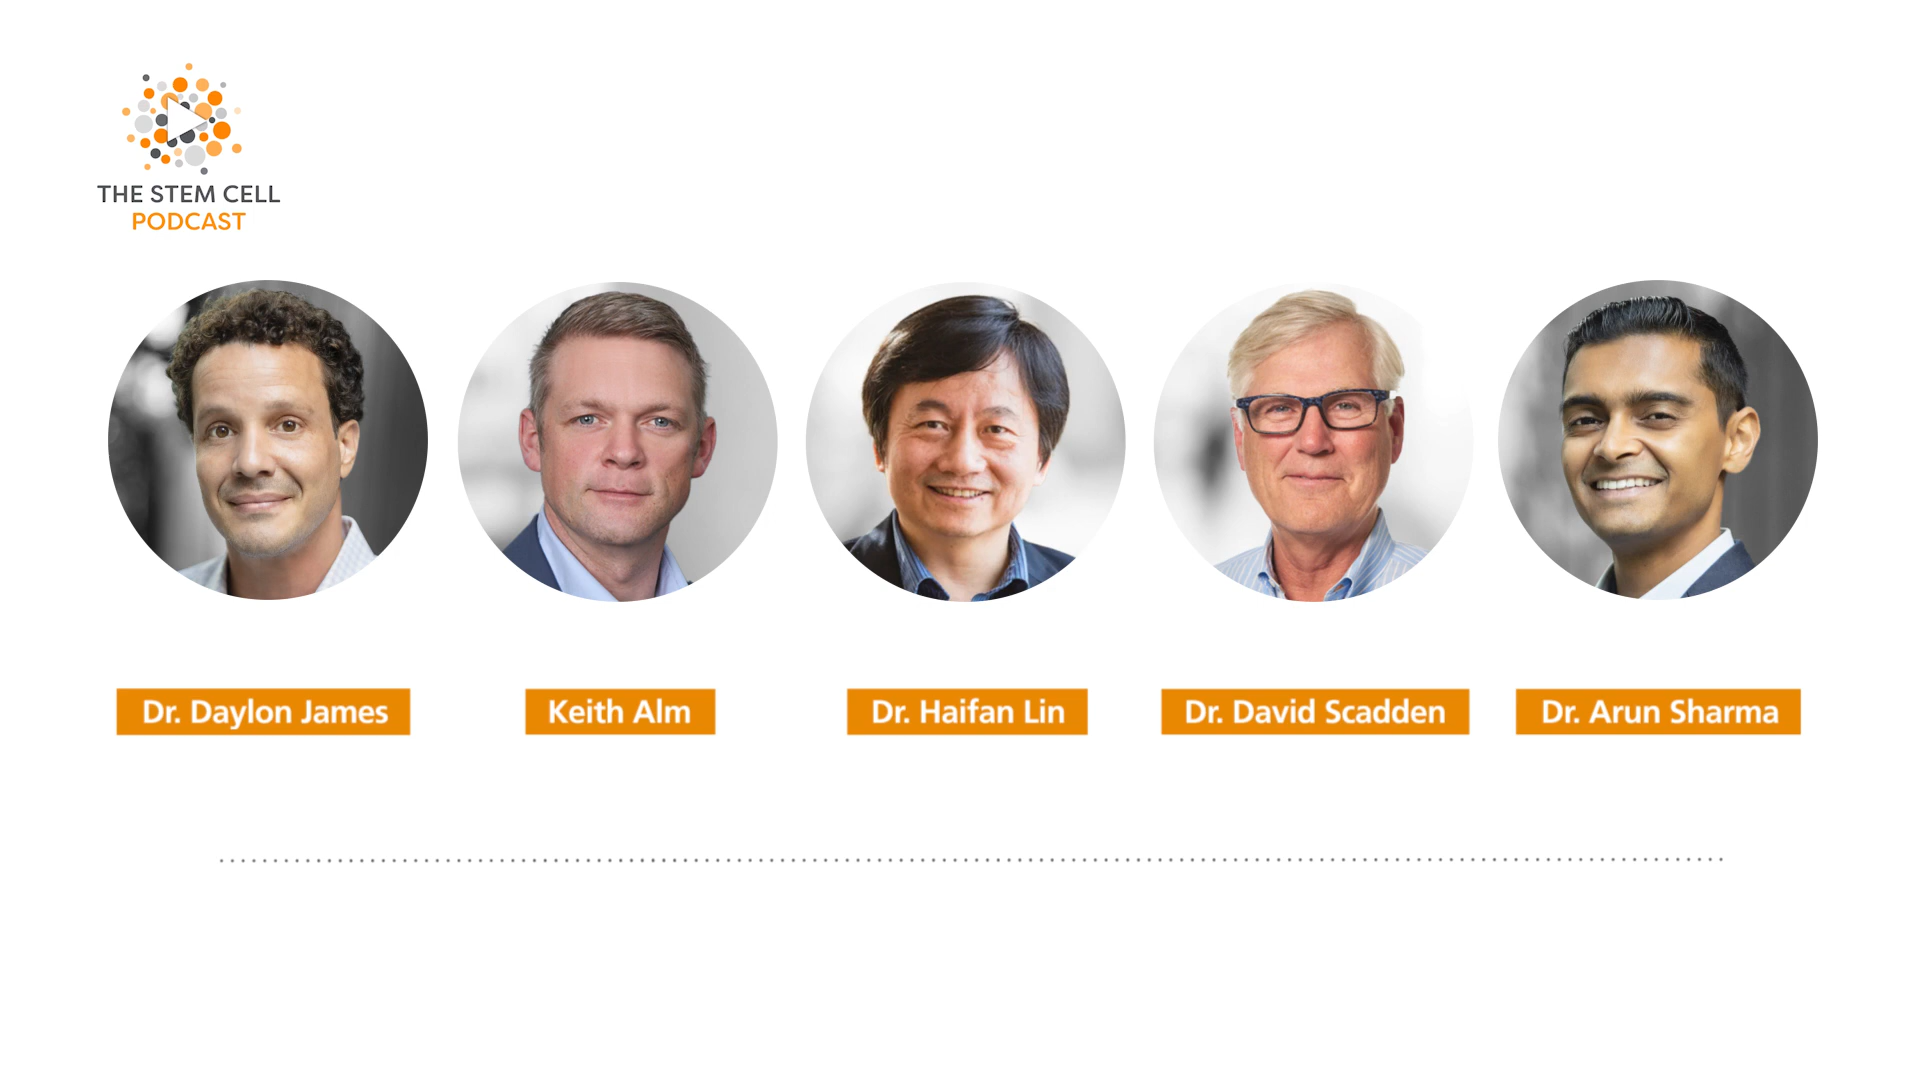 THE STEM CELL
PODCAST
Dr. Daylon James
Keith Alm
Dr. Haifan Lin
Dr. David Scadden
Dr. Arun Sharma